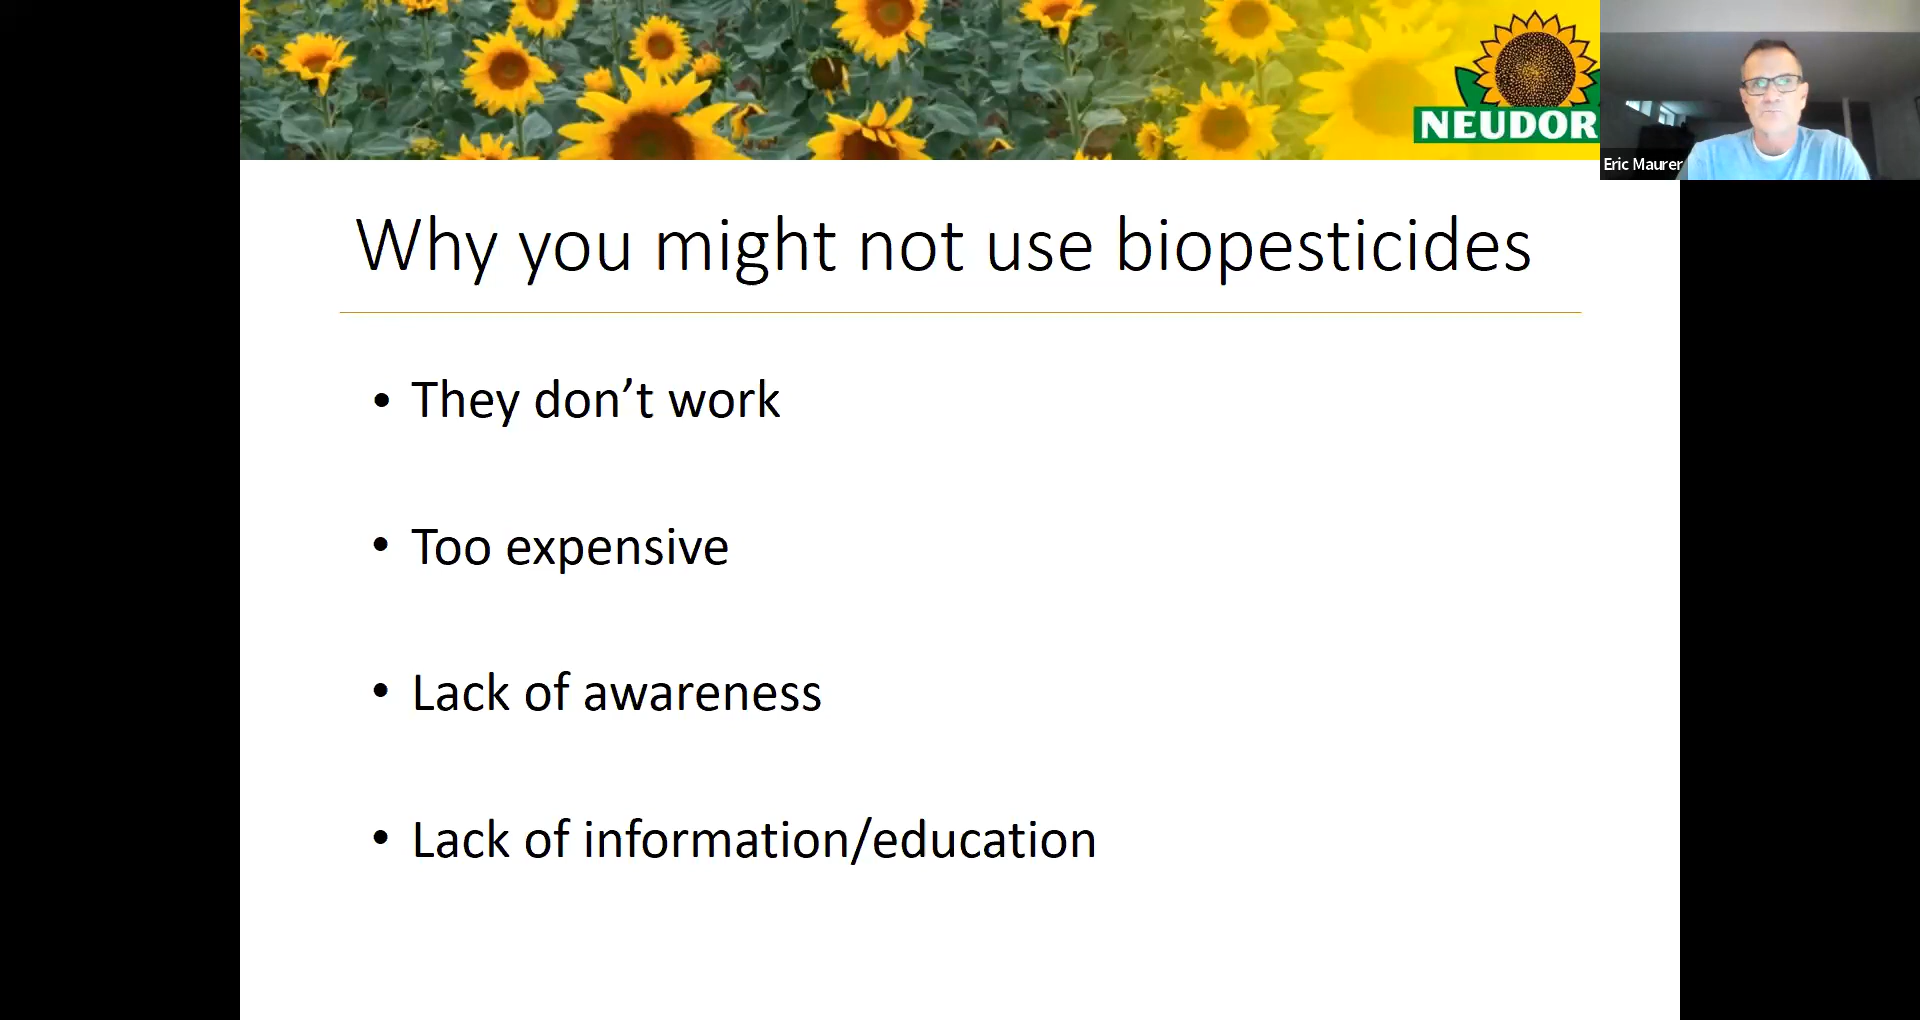 NEUDOR
Eric Maurer
Why you might not use biopesticides
• They don’t work
• Too expensive
• Lack of awareness
• Lack of information/education